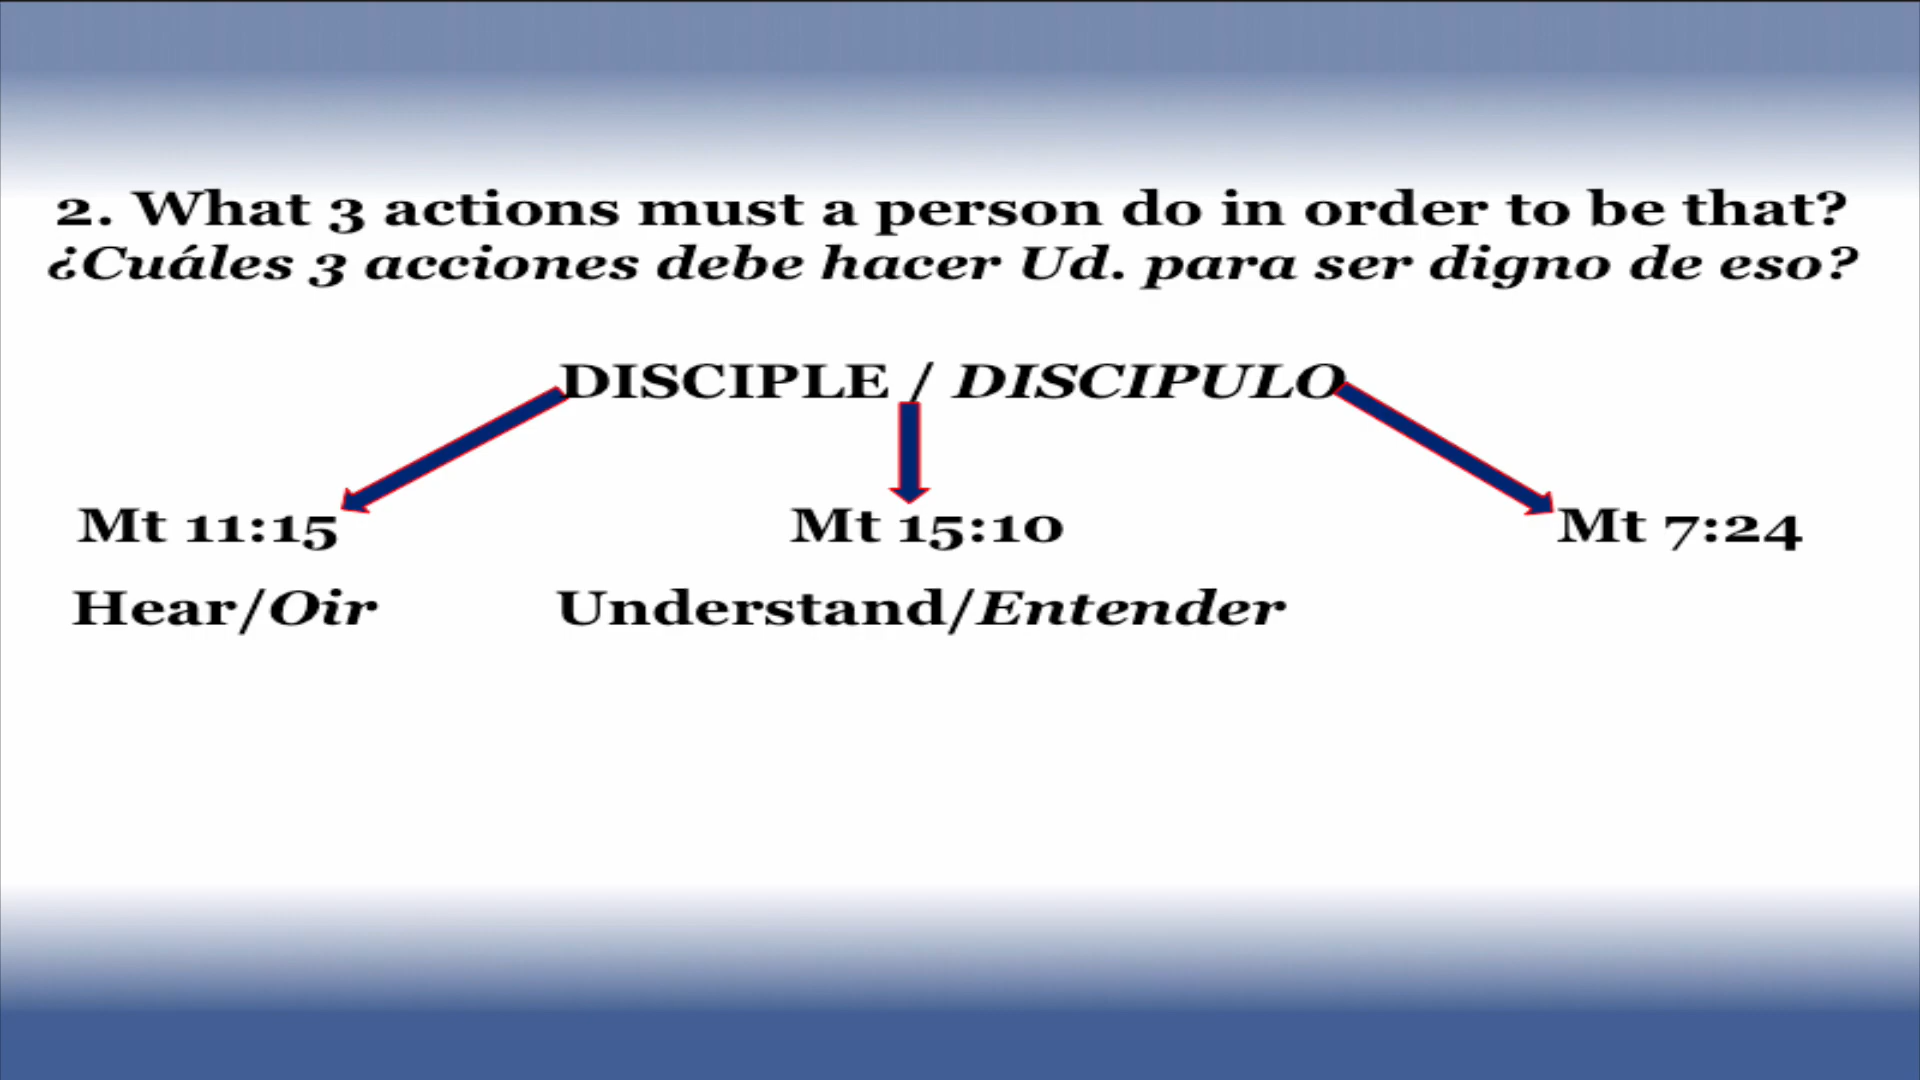 2. What 3 actions must a person do in order to be that?
¿Cuáles 3 acciones debe hacer Ud. para ser digno de eso?
DISCIPLE / DISCIPULO
Mt 11:15 Mt 15:10 Mt 7:24
Hear/Oir Understand/Entender